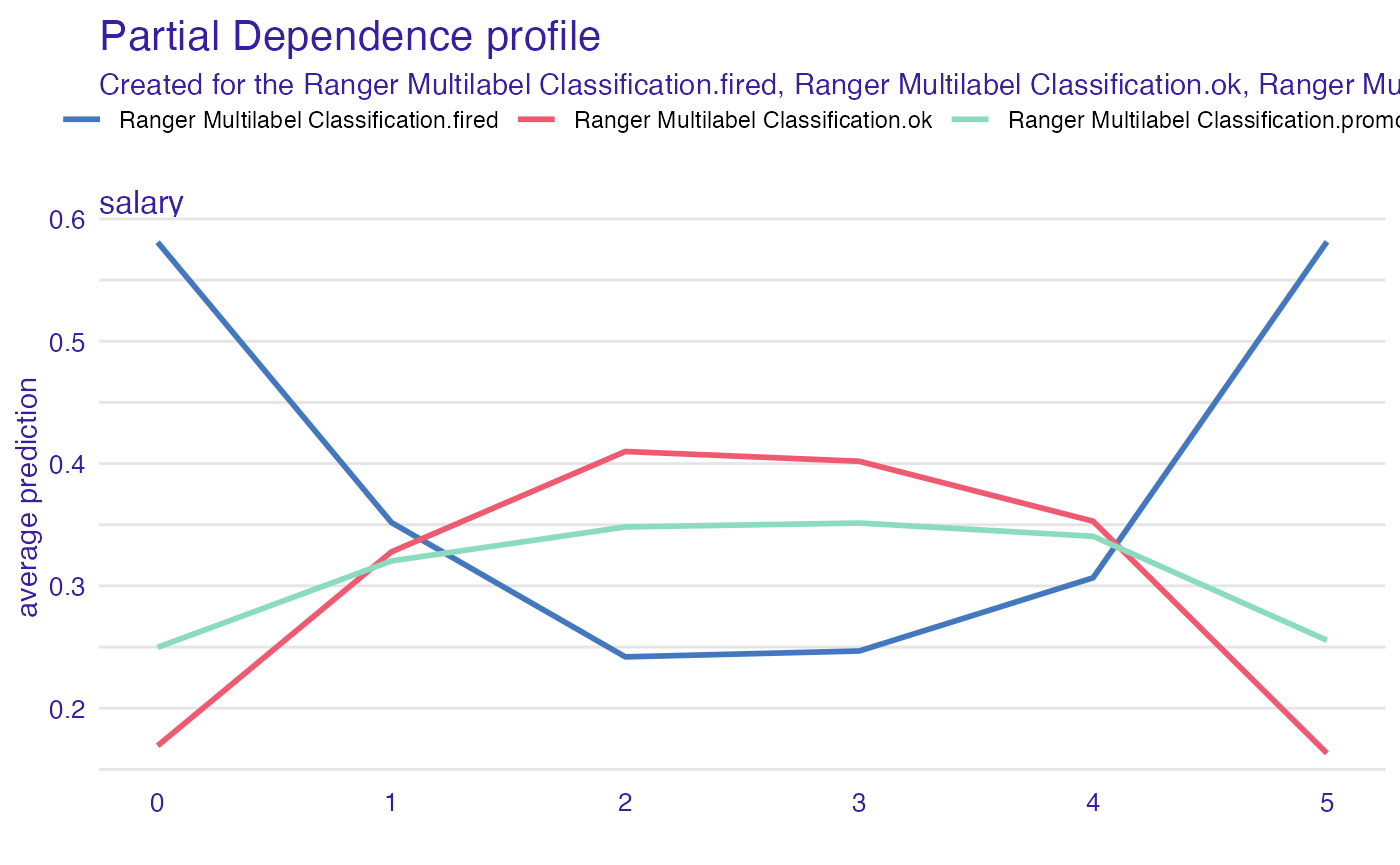 Partial Dependence profile
Created for the Ranger Multilabel Classification.fired, Ranger Multilabel Classification.ok, Ranger Mu
Ranger Multilabel Classification.fired Ranger Multilabel Classification.ok Ranger Multilabel Classification.promo
salary
0.6
0.5
0.4
0.3
0.2
average prediction
0 1 2 3 4 5